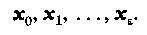 x₀, x₁, …, xₛ.